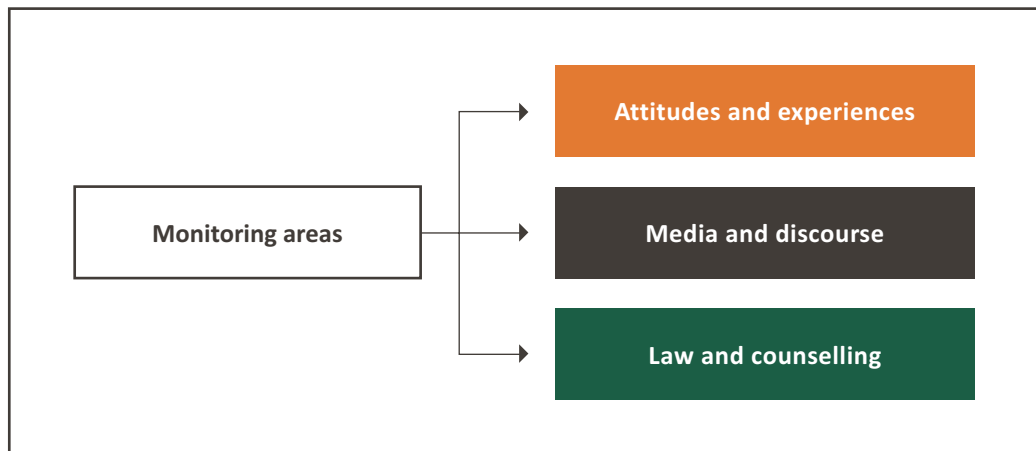 Monitoring areas
Attitudes and experiences
Media and discourse
Law and counselling